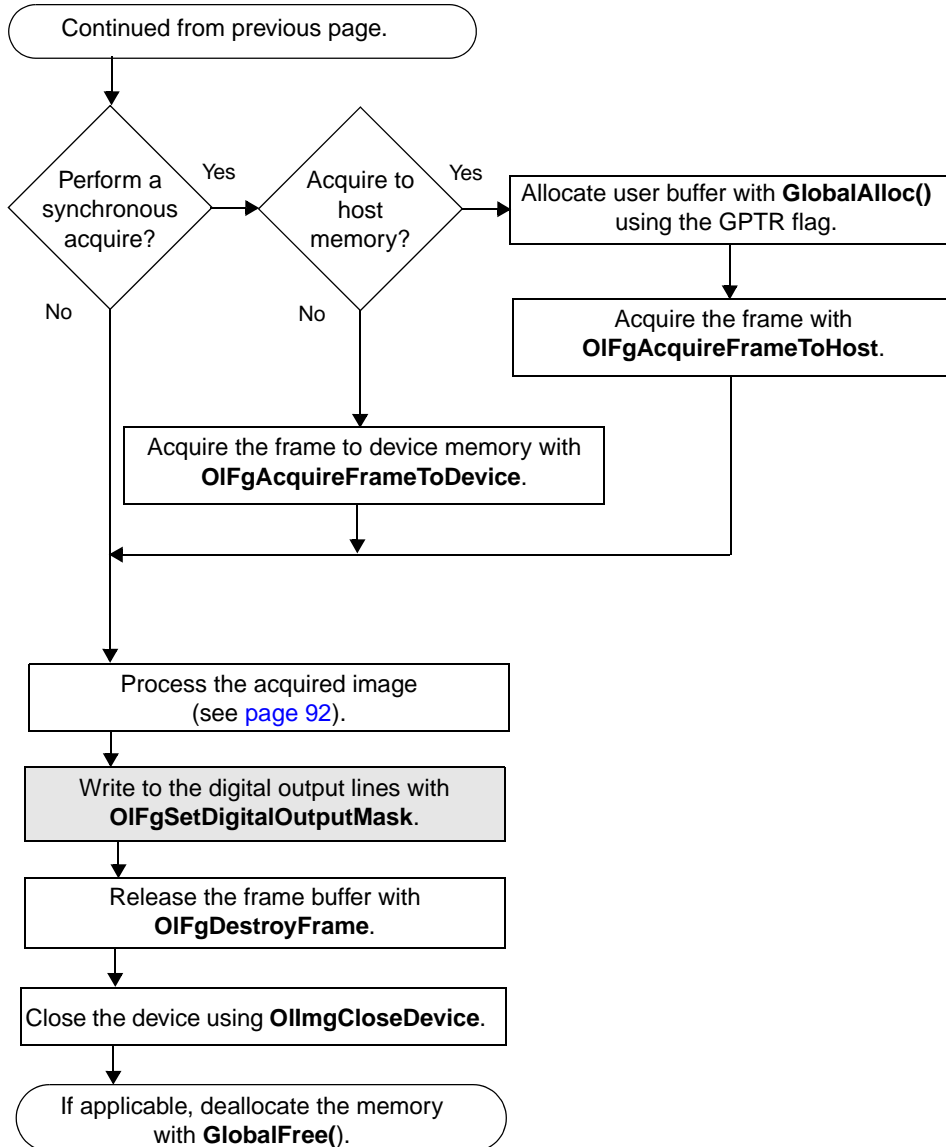 Continued from previous page.
Perform a
synchronous
acquire?
Yes
Acquire to
host
memory?
Yes
Allocate user buffer with GlobalAlloc()
using the GPTR flag.
No
No
Acquire the frame with
OlFgAcquireFrameToHost.
Acquire the frame to device memory with
OlFgAcquireFrameToDevice.
Process the acquired image
(see page 92).
Write to the digital output lines with
OlFgSetDigitalOutputMask.
Release the frame buffer with
OlFgDestroyFrame.
Close the device using OlImgCloseDevice.
If applicable, deallocate the memory
with GlobalFree().